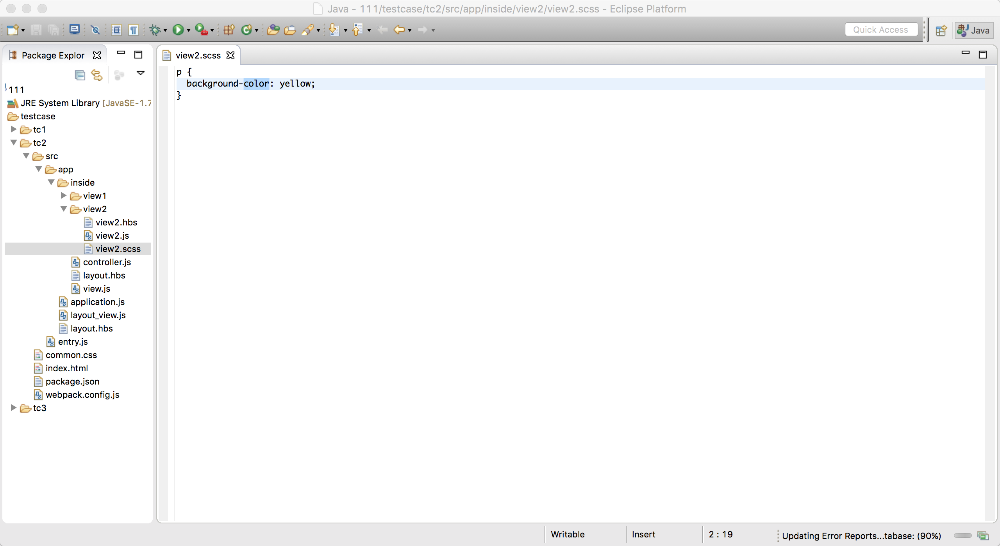 Java - 111/testcase/tc2/src/app/inside/view2/view2.scss - Eclipse Platform
Quick Access
Java
Package Explor
view2.scss
111
JRE System Library [JavaSE-1.7
testcase
tc1
tc2
src
app
inside
view1
view2
view2.hbs
view2.js
view2.scss
controller.js
layout.hbs
view.js
application.js
layout_view.js
layout.hbs
entry.js
common.css
index.html
package.json
webpack.config.js
tc3
p {
background-color: yellow;
}
Writable
Insert
2 : 19
Updating Error Reports...tabase: (90%)